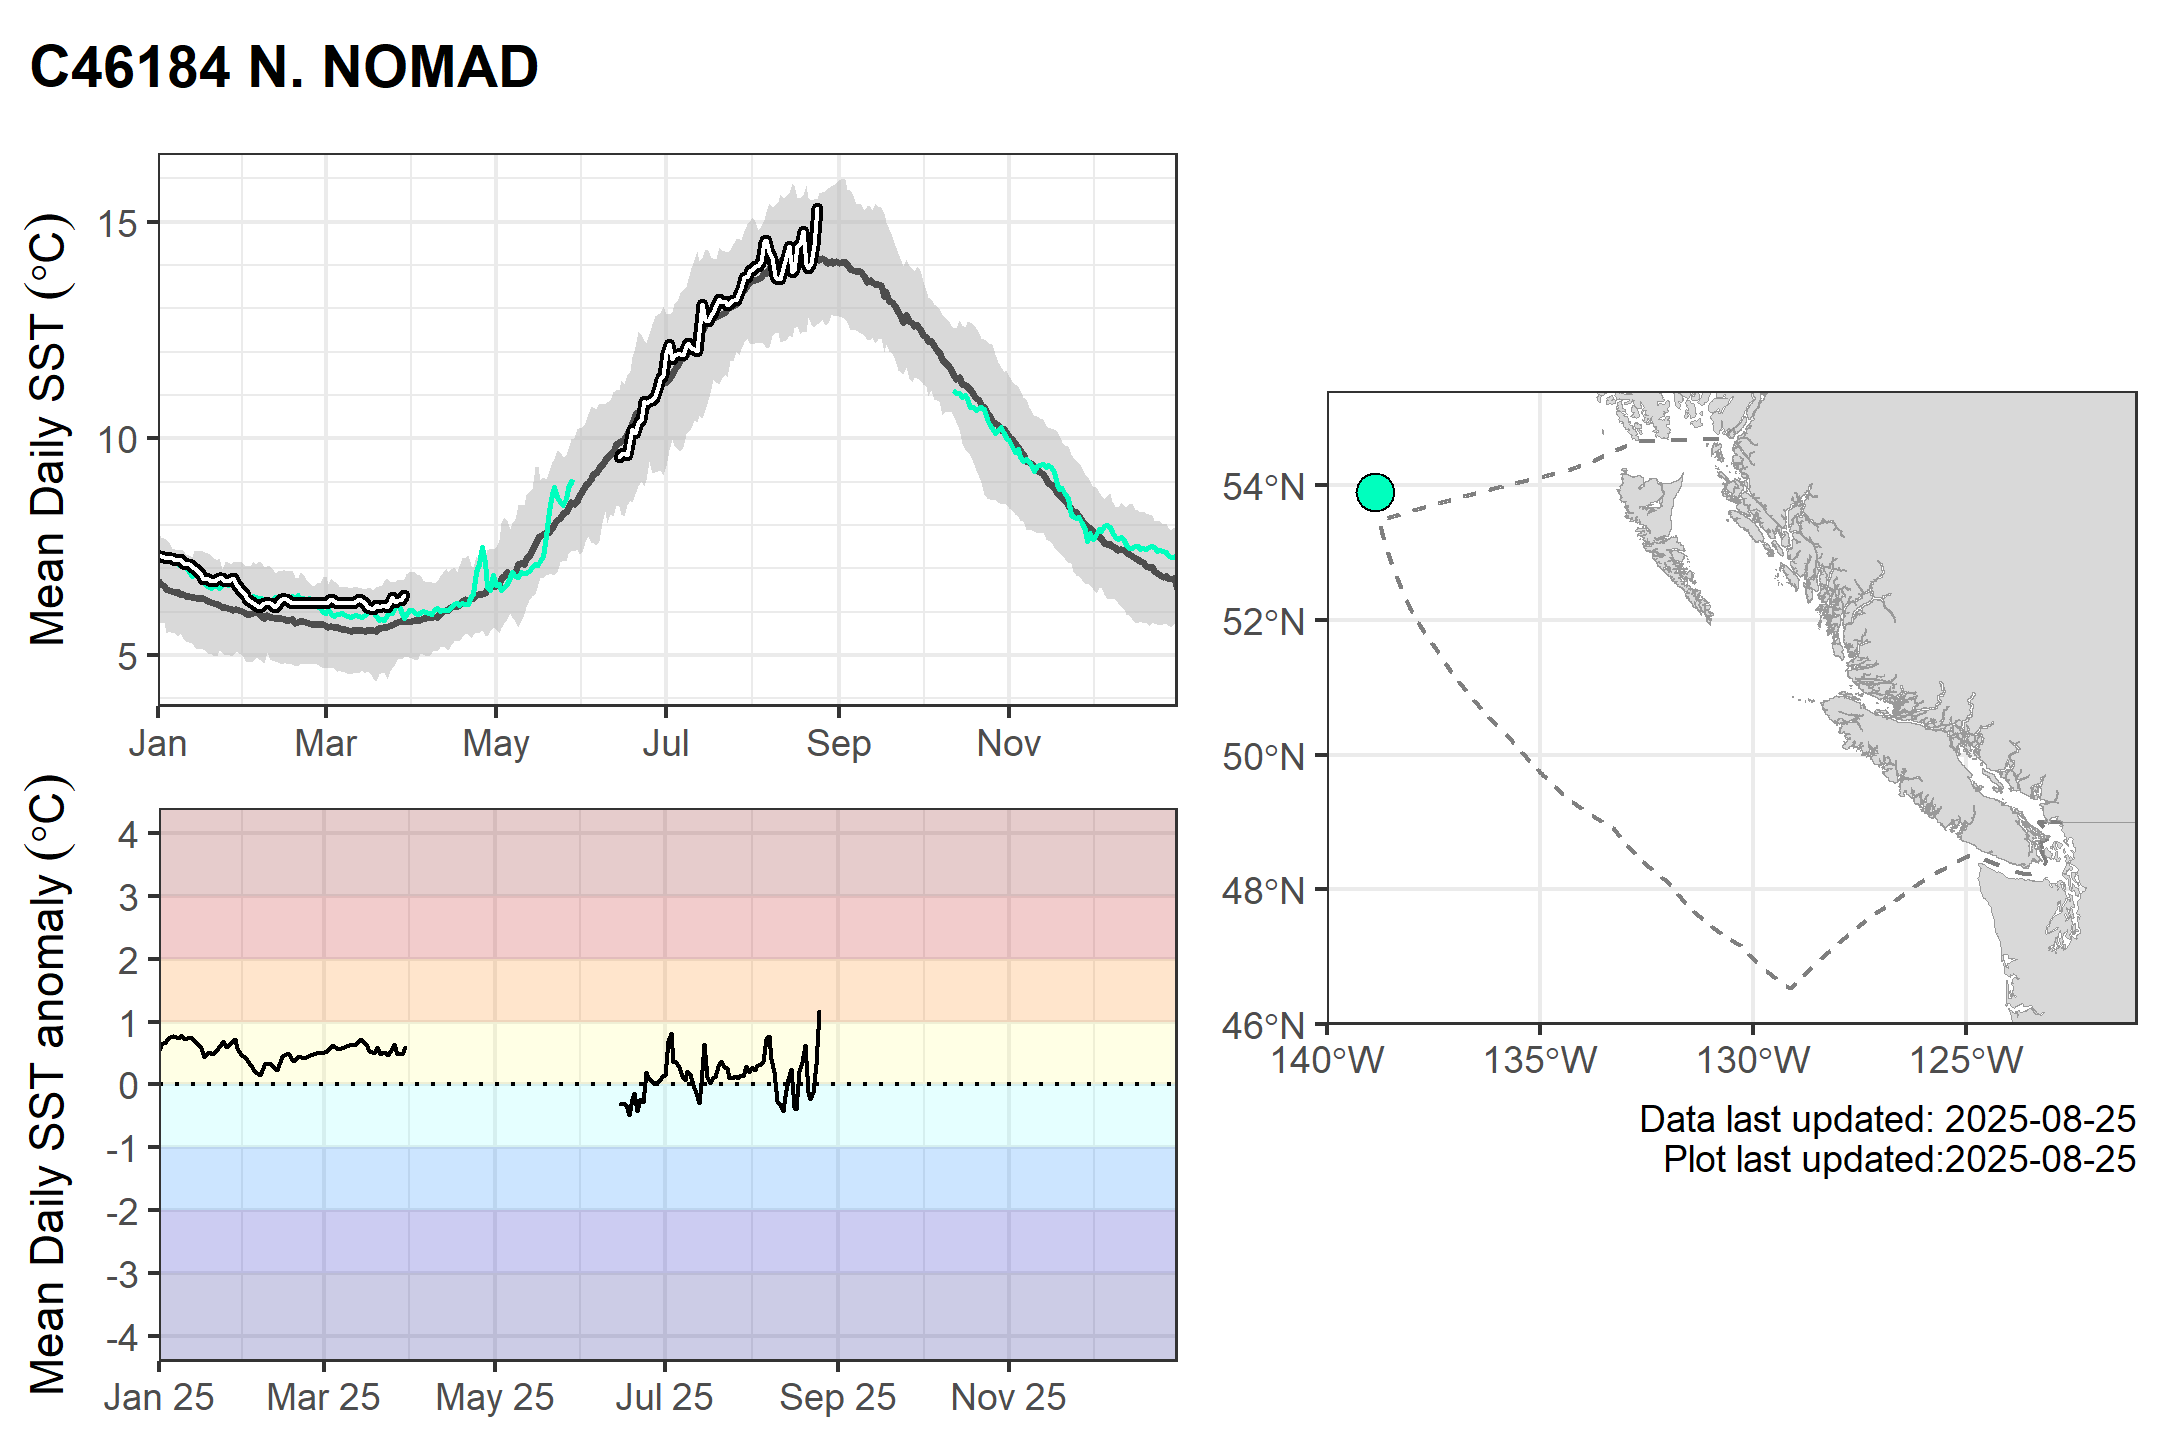 C46184 N. NOMAD
Mean Daily SST (°C)
15
10
5
Jan Mar May Jul Sep Nov
Mean Daily SST anomaly (°C)
4
3
2
1
0
-1
-2
-3
-4
Jan 25 Mar 25 May 25 Jul 25 Sep 25 Nov 25
54°N
52°N
50°N
48°N
46°N
140°W 135°W 130°W 125°W
Data last updated: 2025-08-25
Plot last updated:2025-08-25